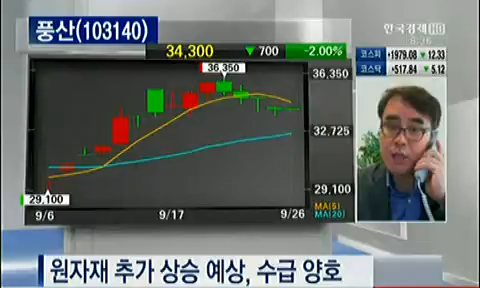 풍산(103140)
34,300 ▼ 700 -2.00%
한국경제 HD
8:26
코스피 1979.08 ▼ 12.33
코스닥 517.84 ▼ 5.12
36,350
36,350
32,725
29,100
29,100
MA(5)
MA(20)
9/6 9/17 9/26
원자재 추가 상승 예상, 수급 양호